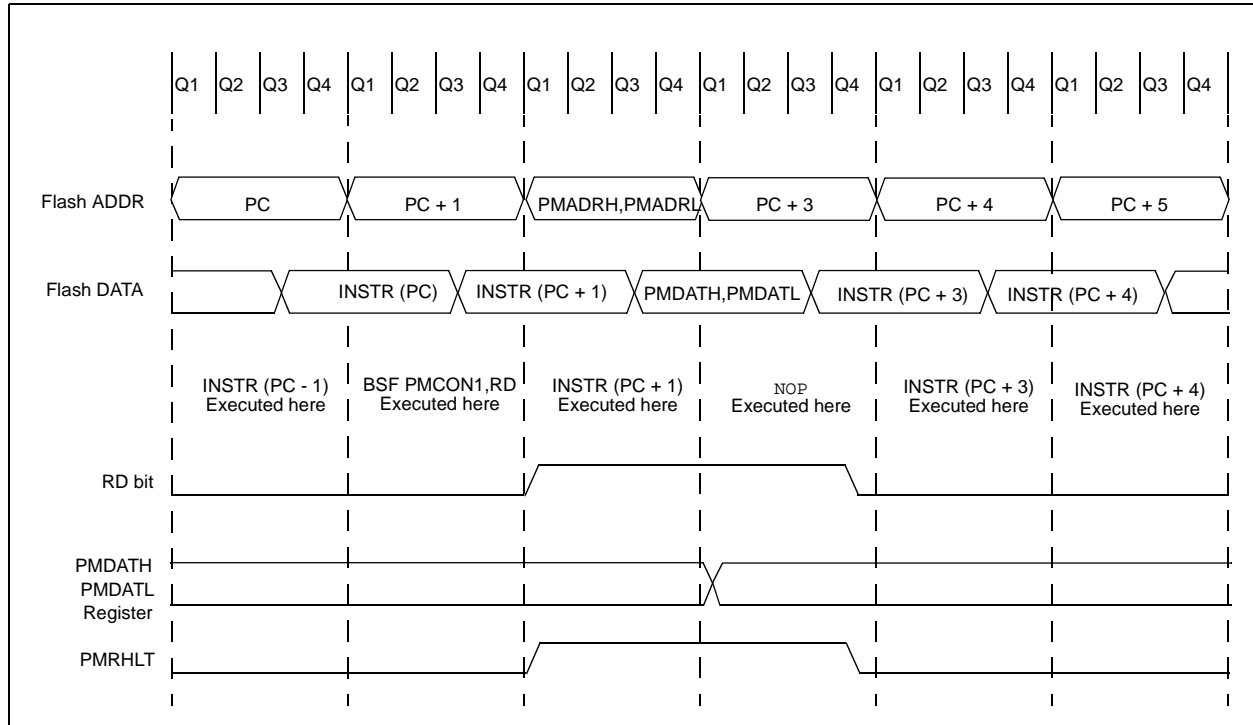 Q1 Q2 Q3 Q4 Q1 Q2 Q3 Q4 Q1 Q2 Q3 Q4 Q1 Q2 Q3 Q4 Q1 Q2 Q3 Q4 Q1 Q2 Q3 Q4
Flash ADDR PC PC + 1 PMADRH,PMADRL PC + 3 PC + 4 PC + 5
Flash DATA INSTR (PC) INSTR (PC + 1) PMDATH,PMDATL INSTR (PC + 3) INSTR (PC + 4)
INSTR (PC - 1) BSF PMCON1,RD INSTR (PC + 1) NOP INSTR (PC + 3) INSTR (PC + 4)
Executed here Executed here Executed here Executed here Executed here Executed here
RD bit
PMDATH
PMDATL
Register
PMRHLT